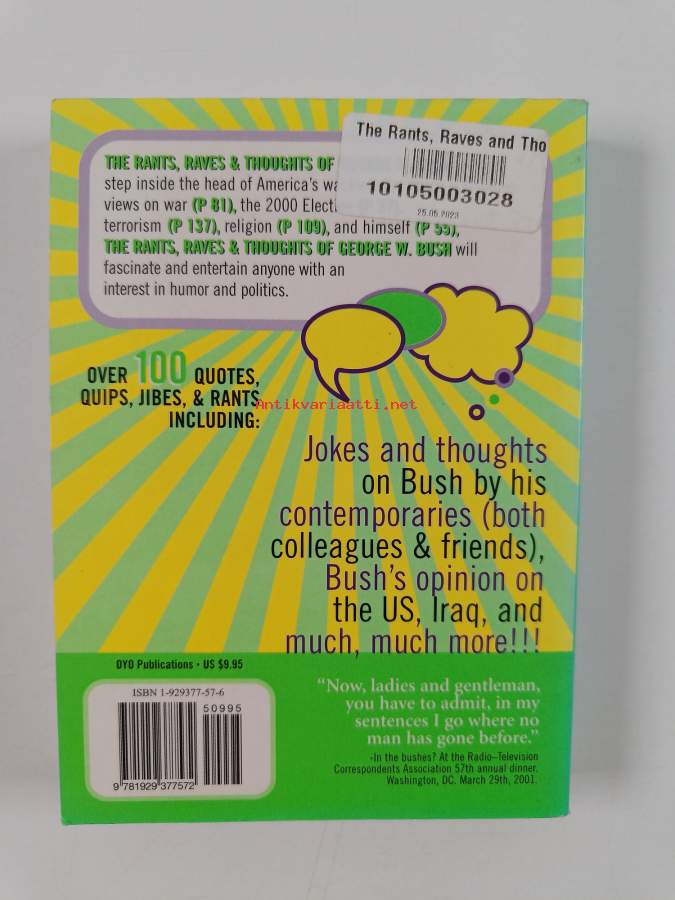 The Rants, Raves and Tho
10105003028
25.05.2023
THE RANTS, RAVES & THOUGHTS OF
step inside the head of America's
views on war (P 81), the 2000
terrorism (P 137), religion (P 109), and himself (P 55),
THE RANTS, RAVES & THOUGHTS OF GEORGE W. BUSH will
fascinate and entertain anyone with an
interest in humor and politics.
OVER 100 QUOTES,
QUIPS, JIBES, & RANTS
INCLUDING:
Antikvariaatti.net
Jokes and thoughts
on Bush by his
contemporaries (both
colleagues & friends),
Bush's opinion on
the US, Iraq, and
much, much more!!!
OYO Publications · US $9.95
ISBN 1-929377-57-6
50995
9 781929 377572
“Now, ladies and gentleman,
you have to admit, in my
sentences I go where no
man has gone before.”
-In the bushes? At the Radio–Television
Correspondents Association 57th annual dinner.
Washington, DC. March 29th, 2001.